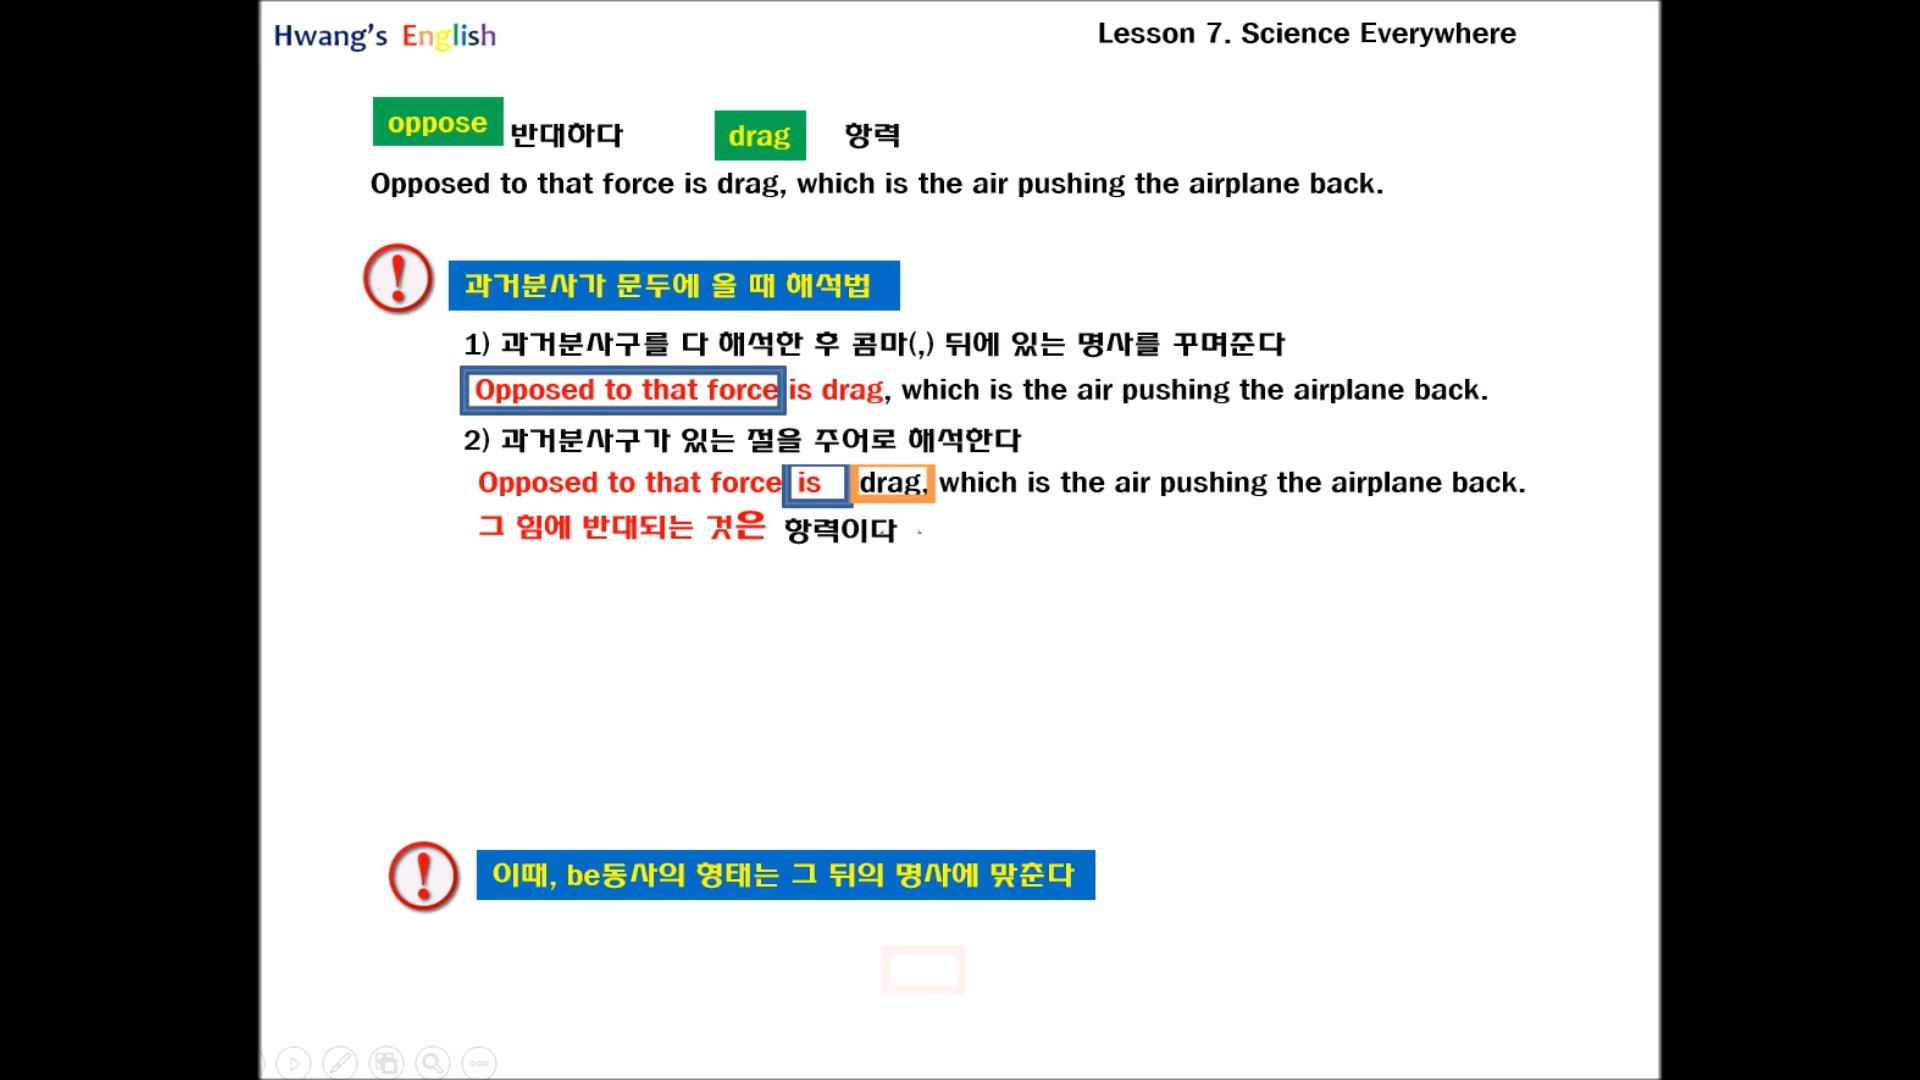 Hwang's English
Lesson 7. Science Everywhere
oppose 반대하다 drag 항력
Opposed to that force is drag, which is the air pushing the airplane back.
과거분사가 문두에 올 때 해석법
1) 과거분사구를 다 해석한 후 콤마(,) 뒤에 있는 명사를 꾸며준다
Opposed to that force is drag, which is the air pushing the airplane back.
2) 과거분사구가 있는 절을 주어로 해석한다
Opposed to that force is drag, which is the air pushing the airplane back.
그 힘에 반대되는 것은 항력이다
이때, be동사의 형태는 그 뒤의 명사에 맞춘다